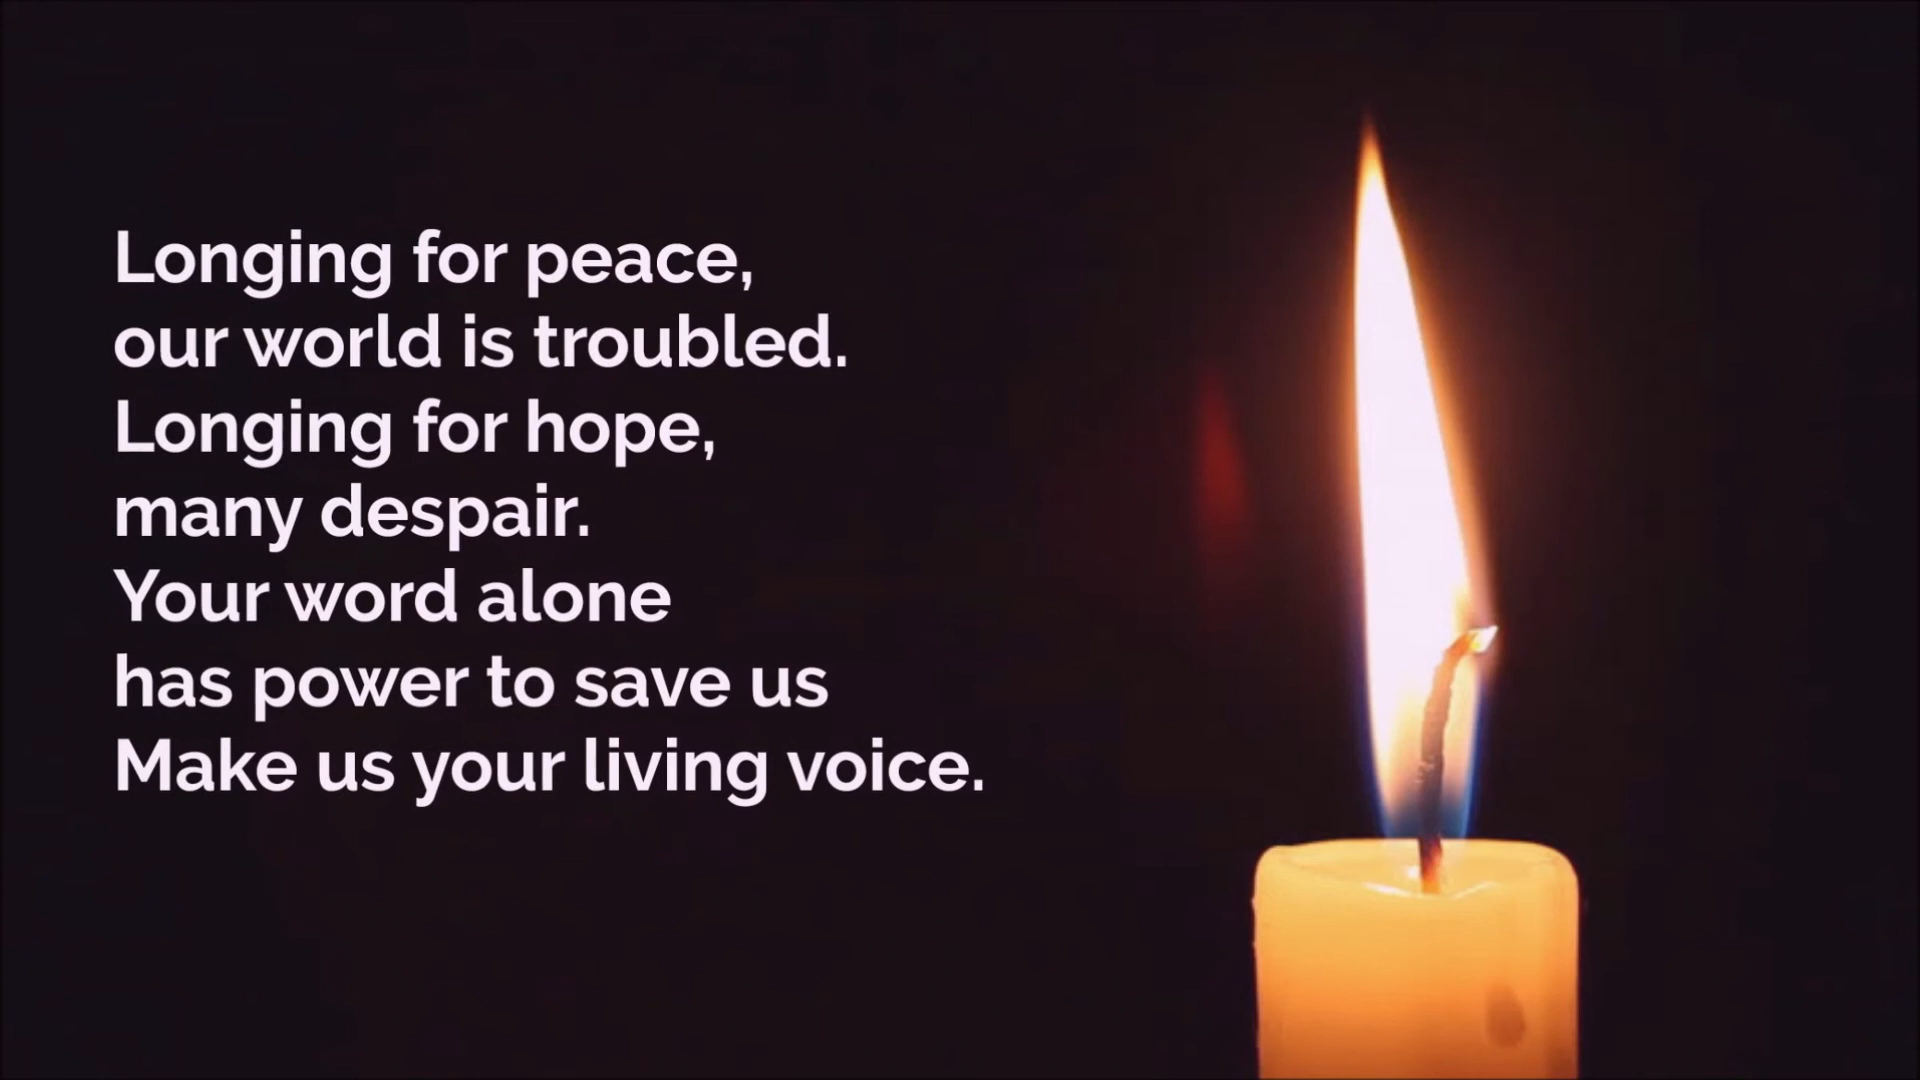 Longing for peace,
our world is troubled.
Longing for hope,
many despair.
Your word alone
has power to save us
Make us your living voice.